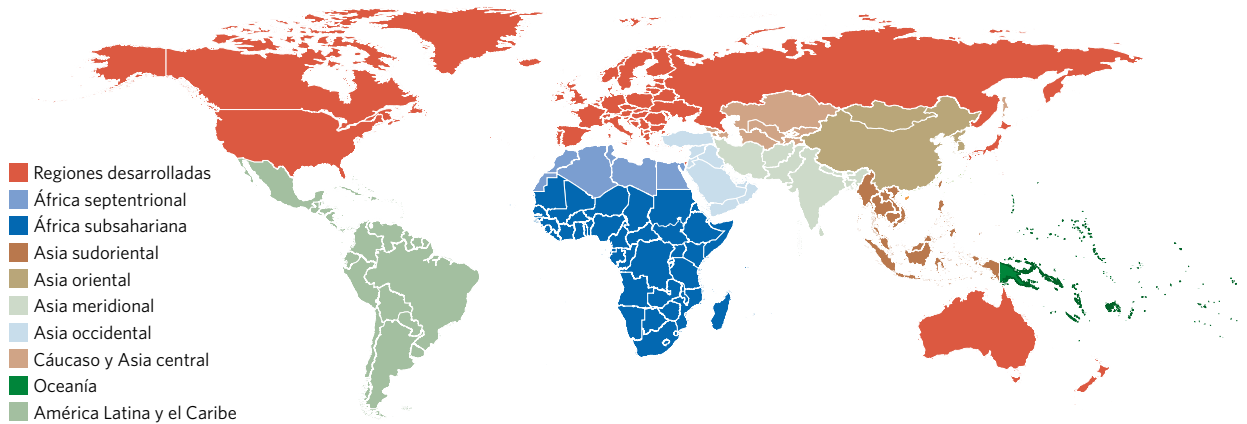 Regiones desarrolladas
África septentrional
África subsahariana
Asia sudoriental
Asia oriental
Asia meridional
Asia occidental
Cáucaso y Asia central
Oceanía
América Latina y el Caribe